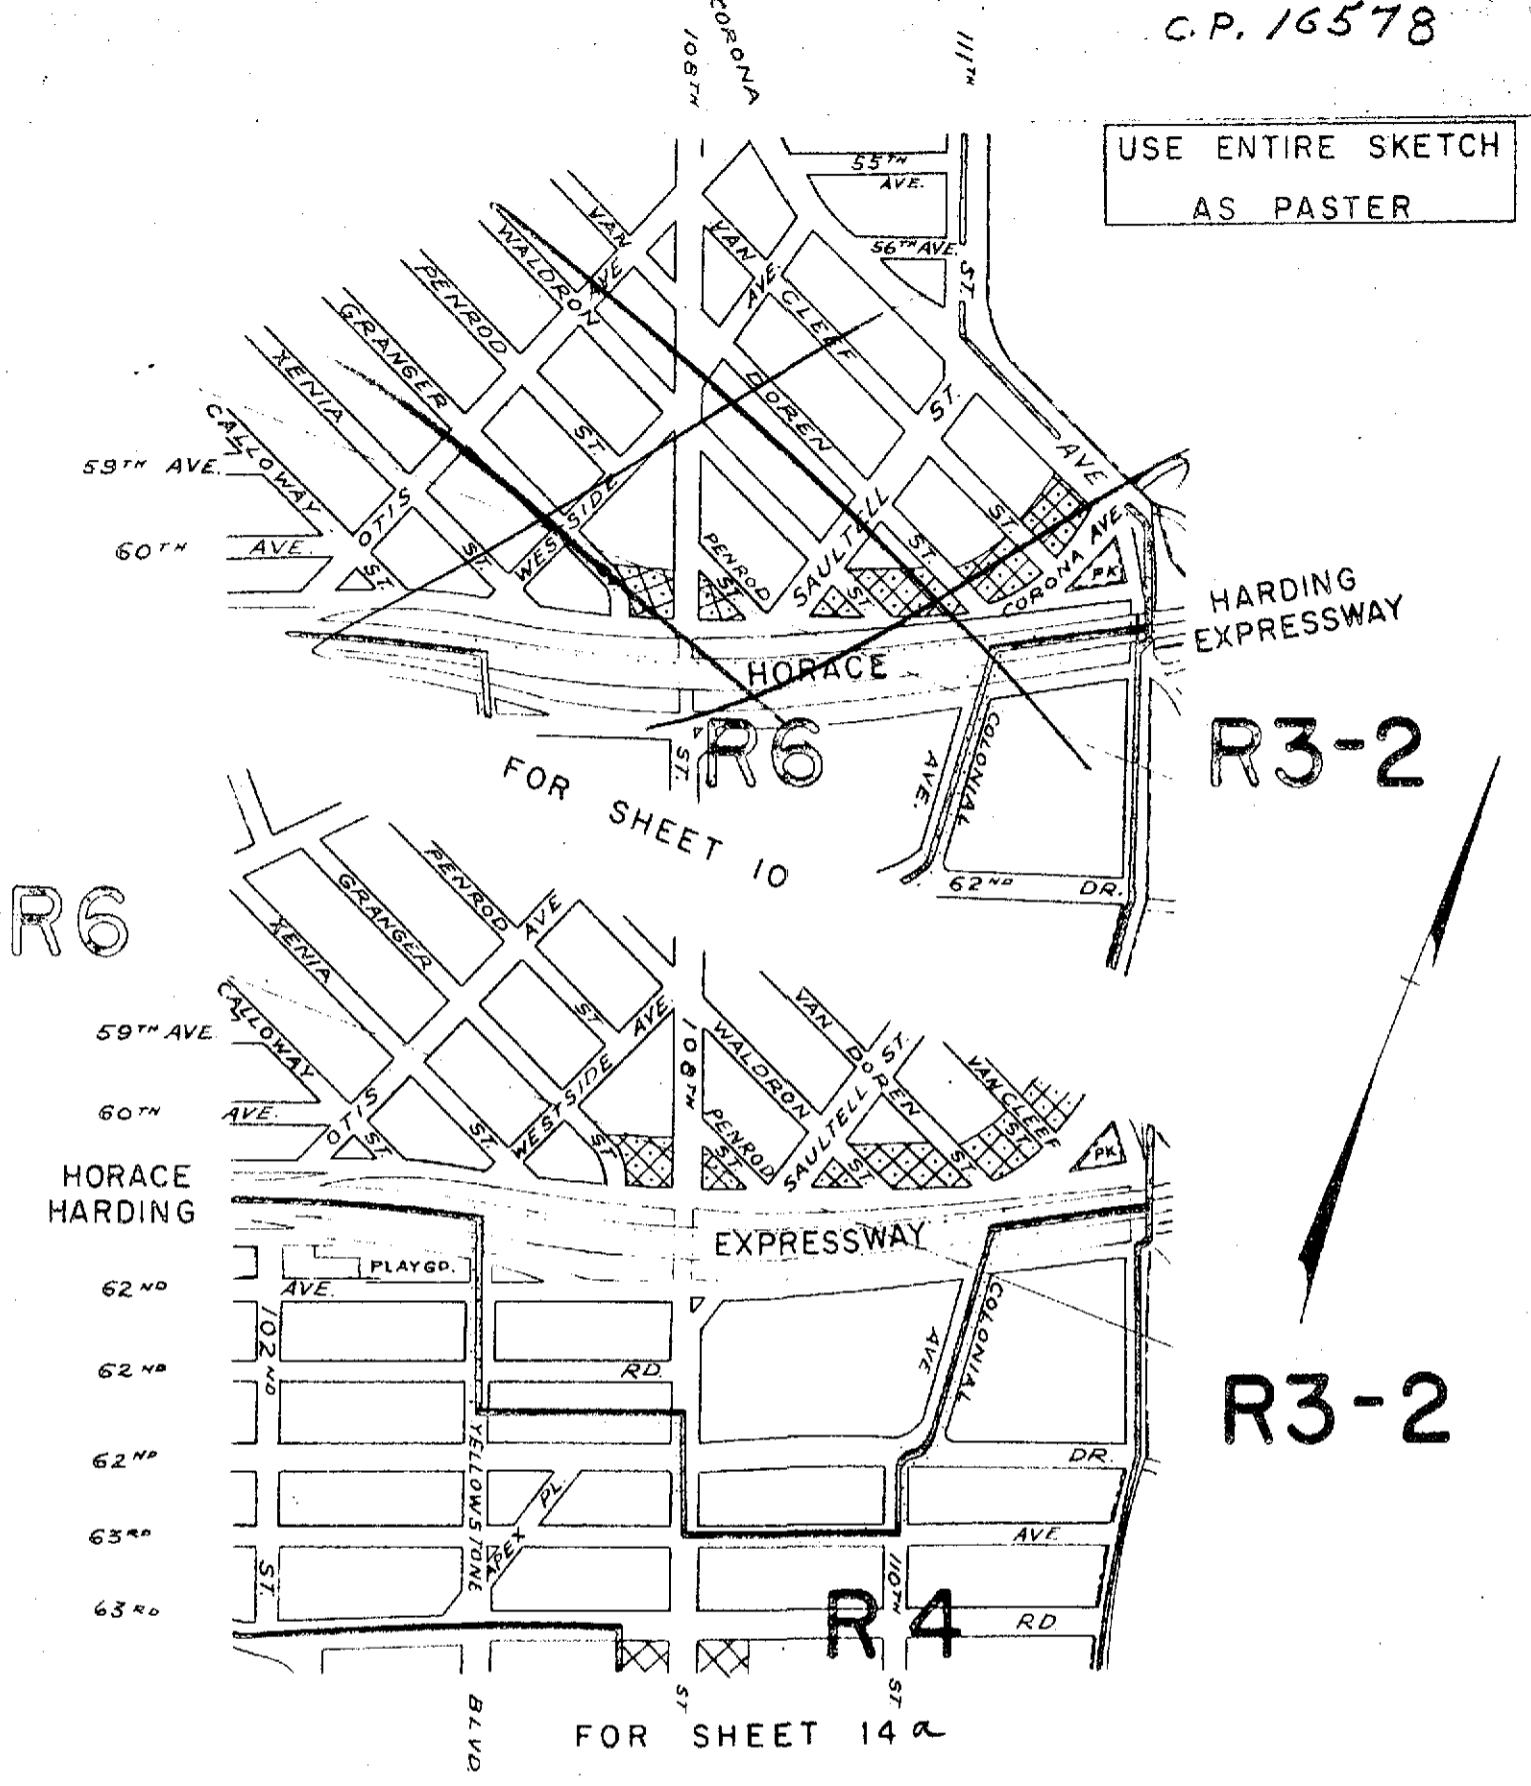 C.P. 16578
USE ENTIRE SKETCH
AS PASTER
CORONA
108TH
111TH
55TH
AVE.
56TH AVE.
ST.
VAN
AVE
WALDRON
PENROD
GRANGER
XENIA
CALLOWAY
VAN
CLEEF
AVE.
AVE
DOREN
ST.
ST.
59TH AVE.
60TH AVE.
OTIS
ST.
ST.
WESTSIDE
PENROD
ST.
SAULTELL
ST.
ST.
ST.
AVE
CORONA AVE.
PK
HARDING
EXPRESSWAY
HORACE
R6
R3-2
ST.
AVE.
COLONIAL
FOR SHEET 10
62ND DR.
R6
PENROD
AVE
GRANGER
XENIA
CALLOWAY
59TH AVE.
60TH AVE.
OTIS
ST.
ST.
WESTSIDE AVE.
ST
ST
108TH
WALDRON
PENROD
ST.
SAULTELL ST.
ST.
VAN DOREN
ST.
VAN CLEEF
ST.
PK
HORACE
HARDING
EXPRESSWAY
PLAYGD.
62ND AVE.
102ND
ST.
62ND RD.
AVE
COLONIAL
R3-2
62ND DR.
YELLOWSTONE
BLVD.
APEX PL.
63RD AVE
110TH
ST.
R4
63RD RD
ST
FOR SHEET 14a